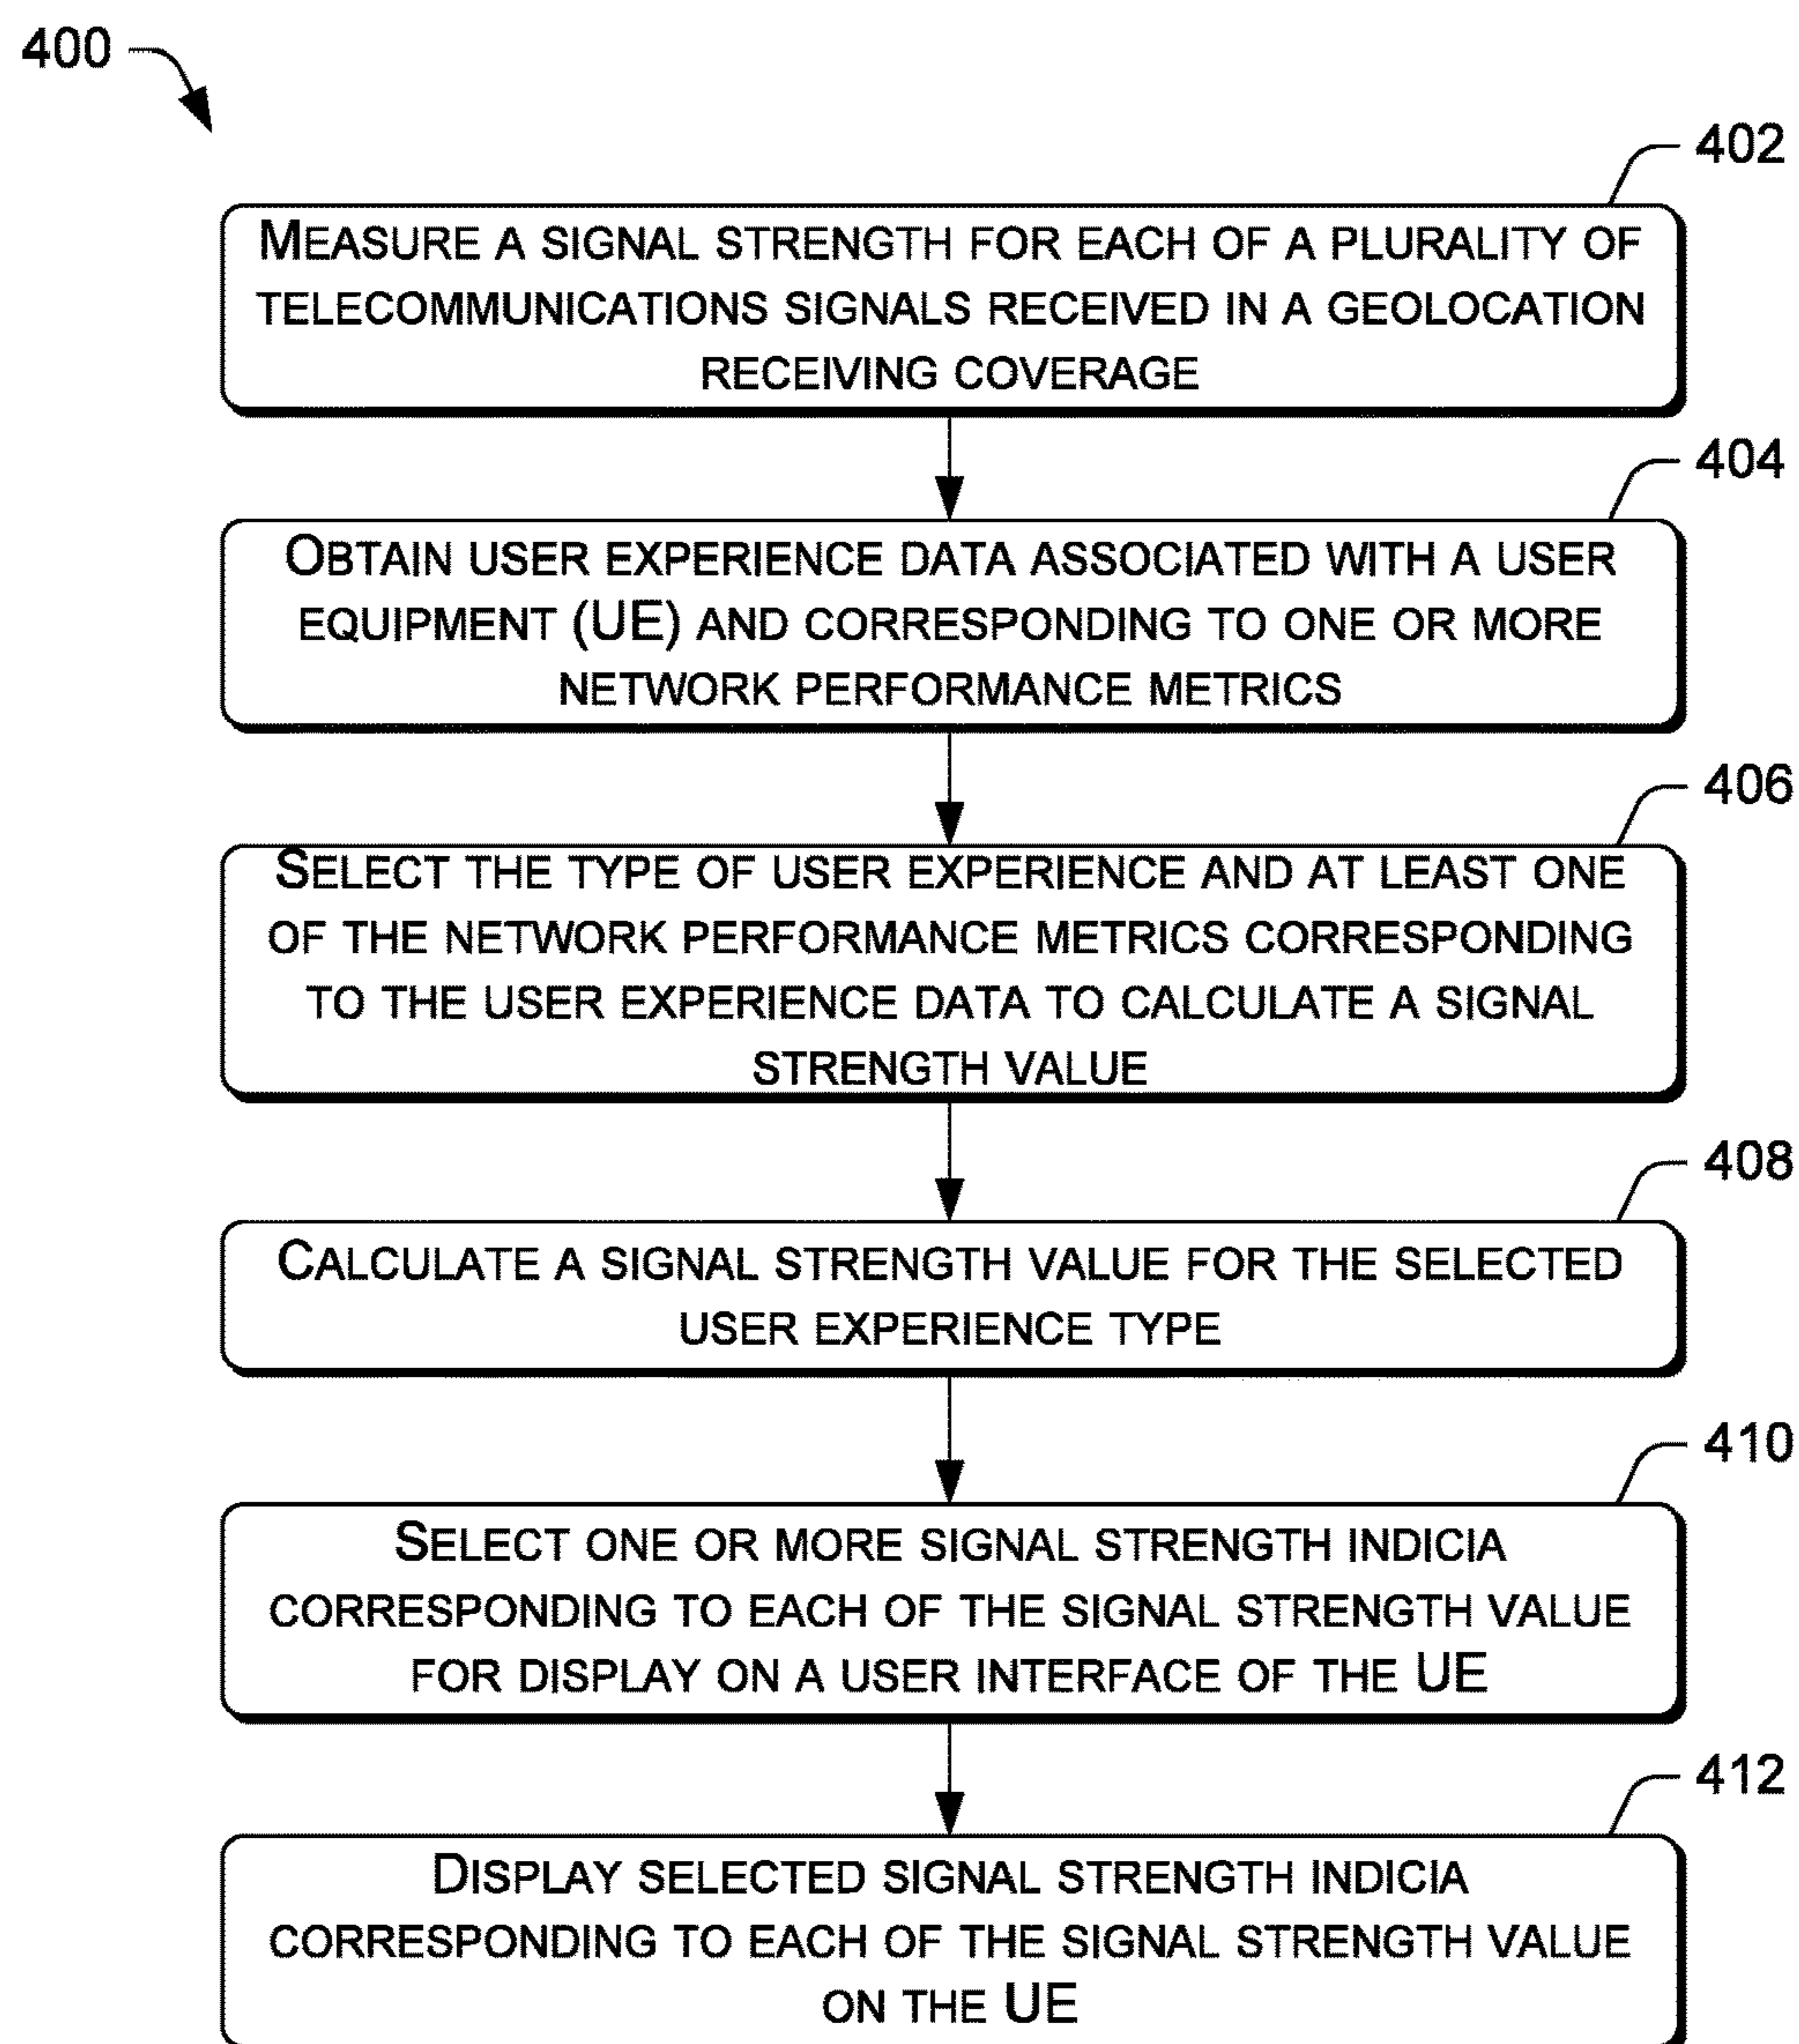 400
402
MEASURE A SIGNAL STRENGTH FOR EACH OF A PLURALITY OF
TELECOMMUNICATIONS SIGNALS RECEIVED IN A GEOLOCATION
RECEIVING COVERAGE
404
OBTAIN USER EXPERIENCE DATA ASSOCIATED WITH A USER
EQUIPMENT (UE) AND CORRESPONDING TO ONE OR MORE
NETWORK PERFORMANCE METRICS
406
SELECT THE TYPE OF USER EXPERIENCE AND AT LEAST ONE
OF THE NETWORK PERFORMANCE METRICS CORRESPONDING
TO THE USER EXPERIENCE DATA TO CALCULATE A SIGNAL
STRENGTH VALUE
408
CALCULATE A SIGNAL STRENGTH VALUE FOR THE SELECTED
USER EXPERIENCE TYPE
410
SELECT ONE OR MORE SIGNAL STRENGTH INDICIA
CORRESPONDING TO EACH OF THE SIGNAL STRENGTH VALUE
FOR DISPLAY ON A USER INTERFACE OF THE UE
412
DISPLAY SELECTED SIGNAL STRENGTH INDICIA
CORRESPONDING TO EACH OF THE SIGNAL STRENGTH VALUE
ON THE UE